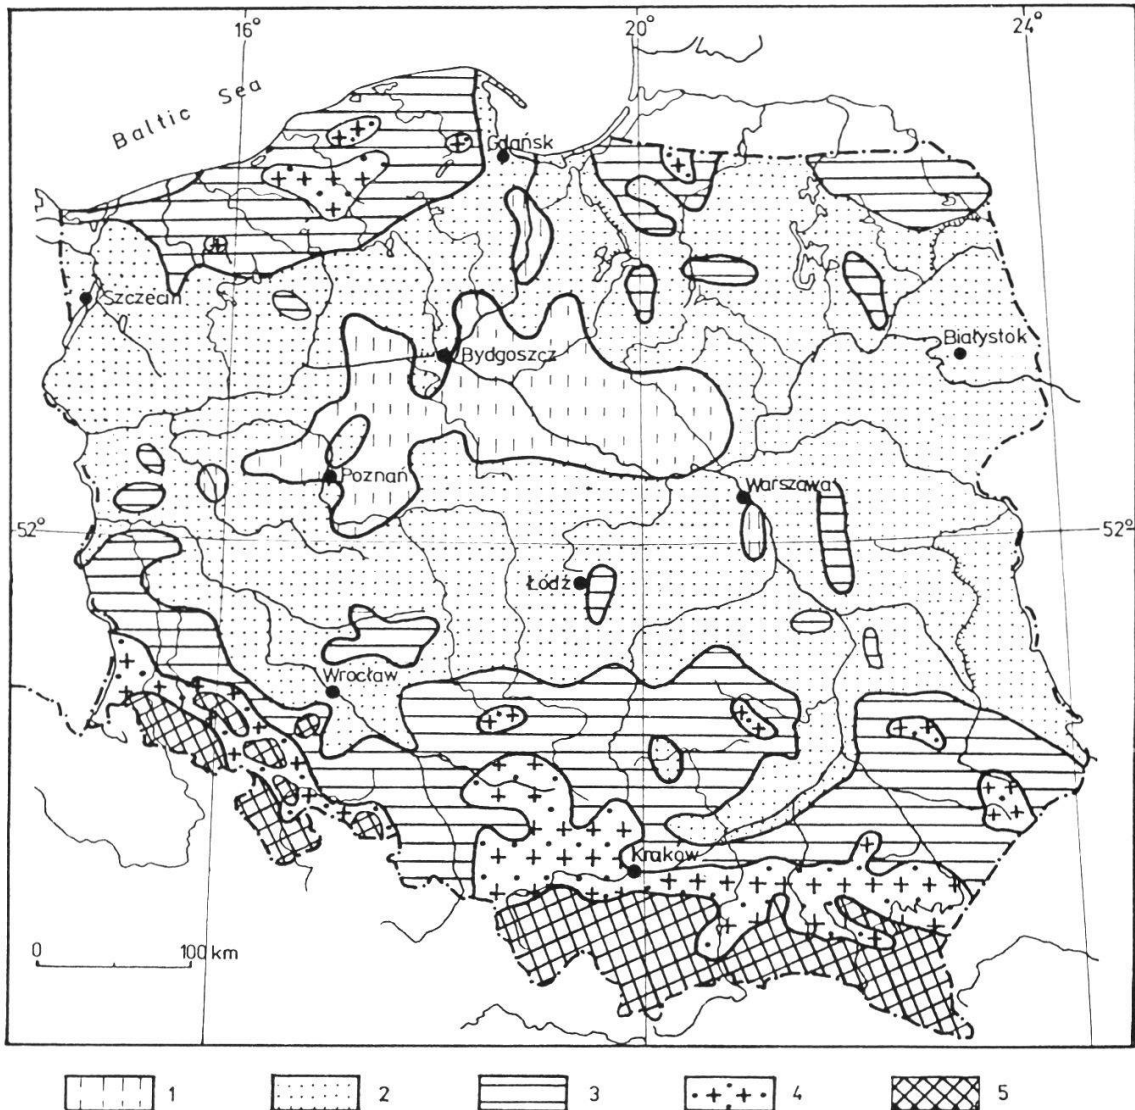 16° 20° 24°
Baltic Sea
Gdańsk
Szczecin
Bydgoszcz
Białystok
Poznań
Warszawa
52° 52°
Łódź
Wrocław
Kraków
0 100 km
1 2 3 4 5